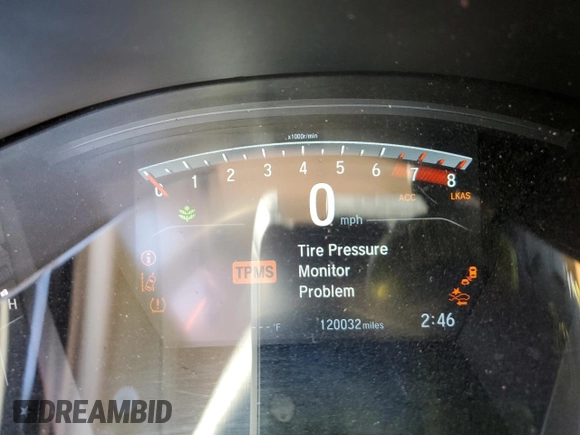 x1000r/min
0 1 2 3 4 5 6 7 8
ACC LKAS
0 mph
Tire Pressure
TPMS Monitor
Problem
H
--- °F 120032 miles 2:46
DREAMBID